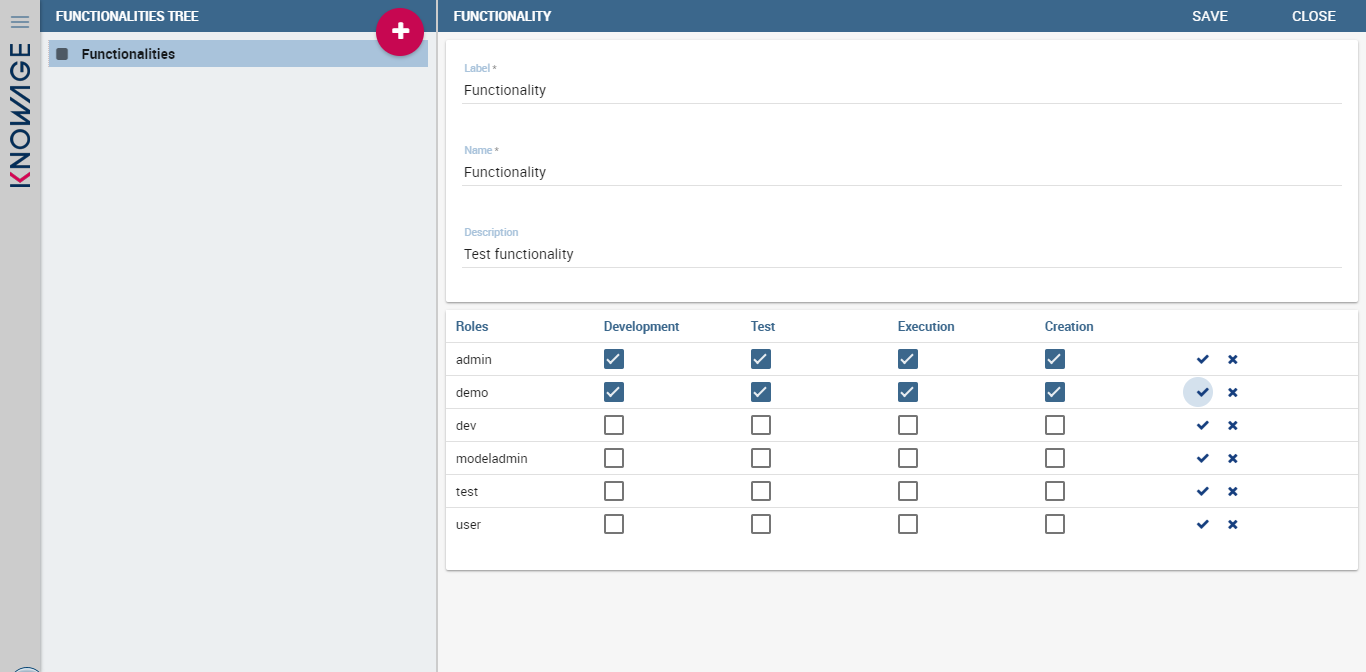 FUNCTIONALITIES TREE
FUNCTIONALITY
SAVE
CLOSE
KNOWAGE
Functionalities
Label *
Functionality
Name *
Functionality
Description
Test functionality
Roles Development Test Execution Creation
admin
demo
dev
modeladmin
test
user